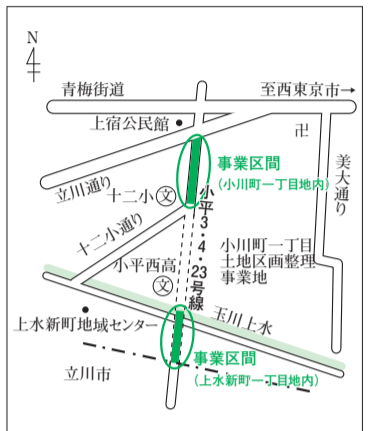 N
青梅街道
至西東京市→
上宿公民館
卍
美大通り
立川通り
事業区間
(小川町一丁目地内)
十二小文
十二小通り
小平3・4・23号線
小川町一丁目
土地区画整理
事業地
小平西高
文
玉川上水
上水新町地域センター
事業区間
(上水新町一丁目地内)
立川市